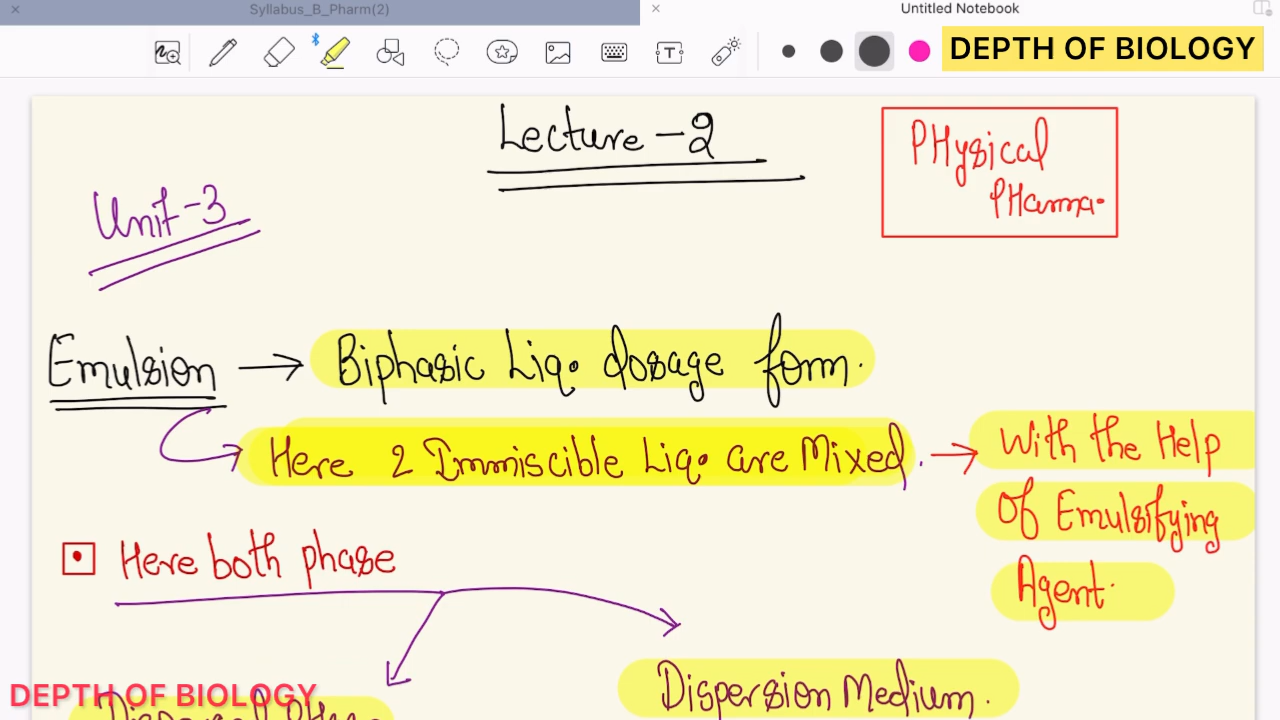 Syllabus_B_Pharm(2)
Untitled Notebook
DEPTH OF BIOLOGY
Lecture-2
PHysical
PHarma.
Unit-3
Emulsion → Biphasic Liq. dosage form.
Here 2 Immiscible Liq. are Mixed. → With the Help
Of Emulsifying
Agent.
Here both phase
Dispersion Medium.
DEPTH OF BIOLOGY